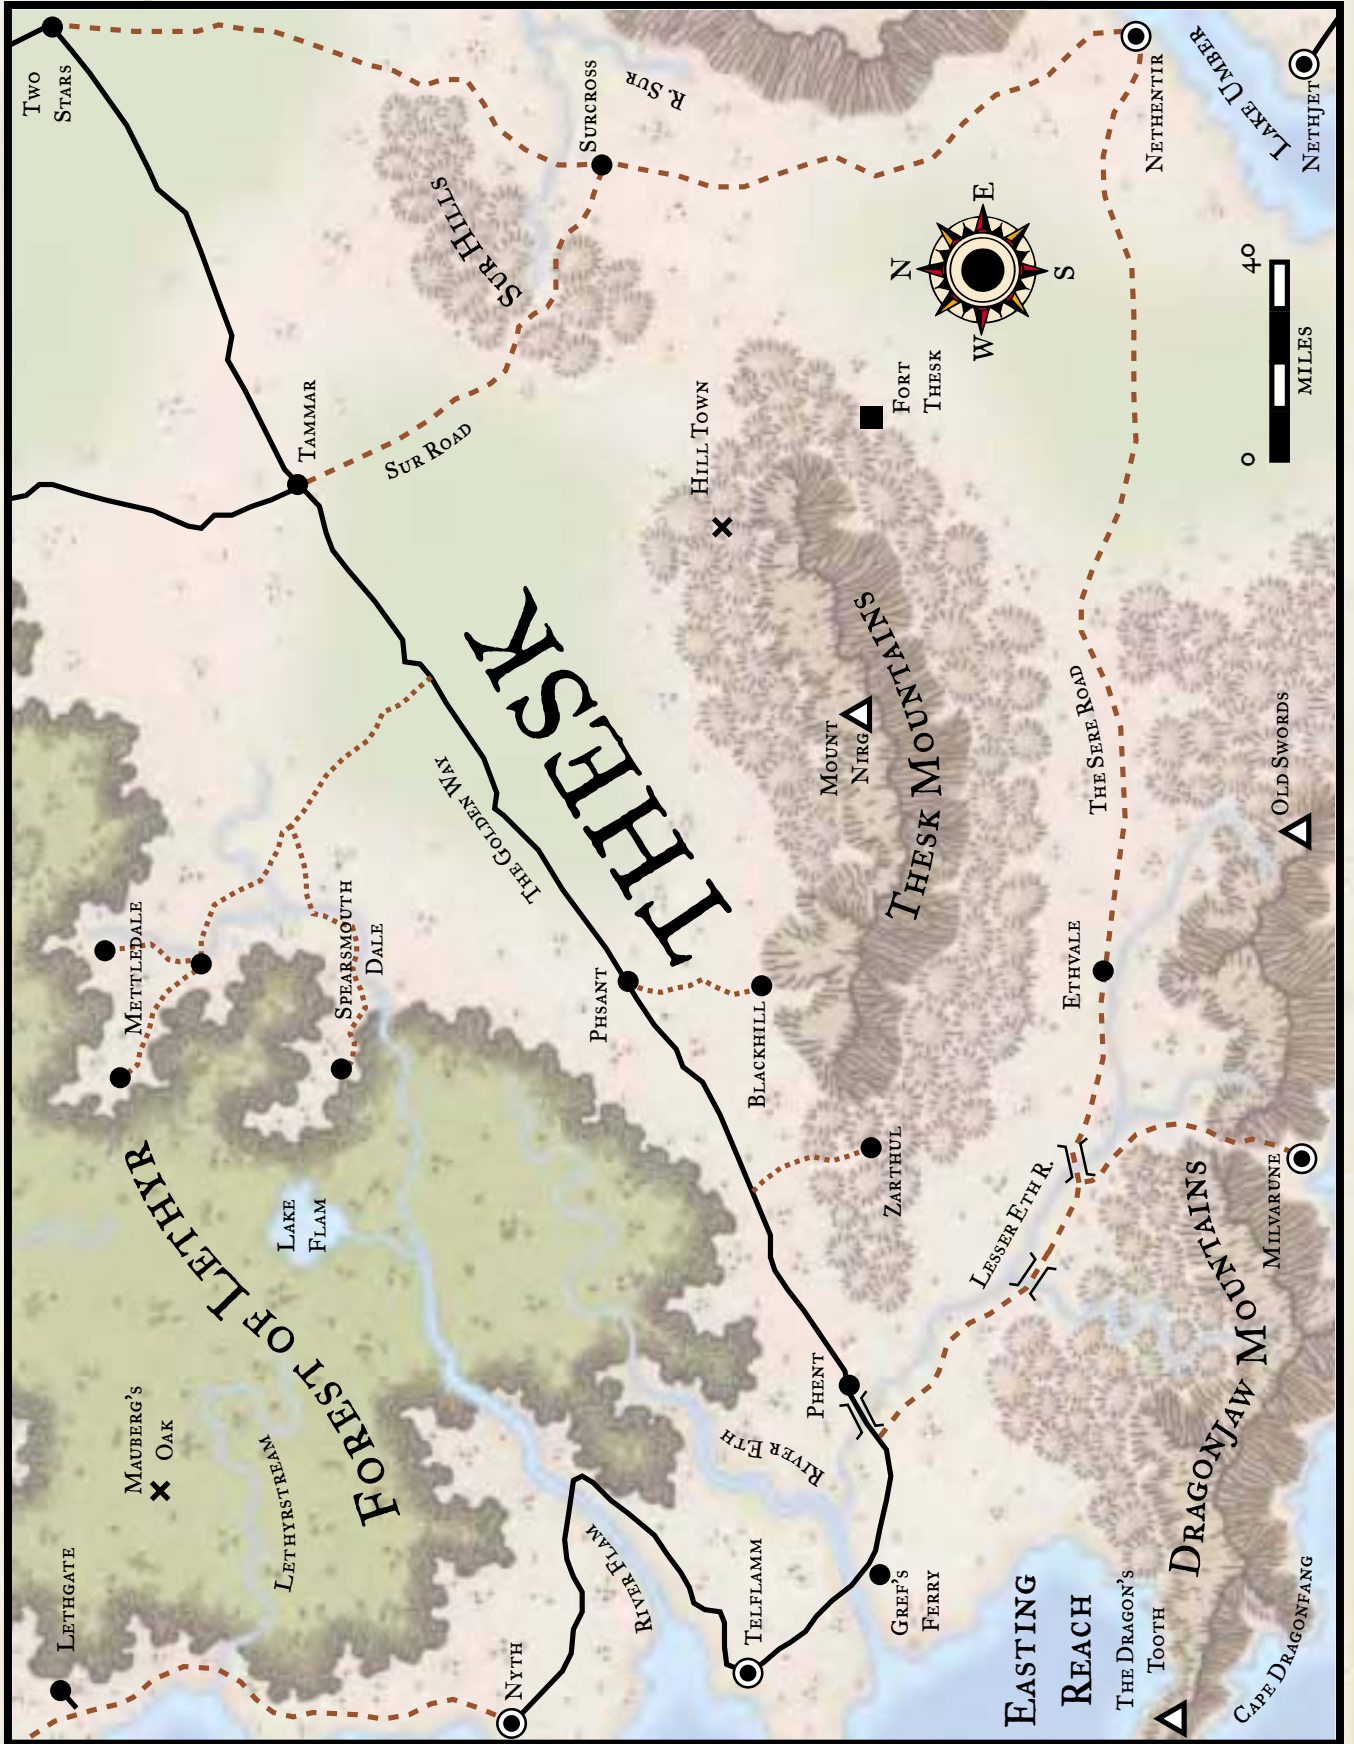 Two
Stars
Tammar
Sur Road
Sur Hills
Surcross
R. Sur
Nethentir
Lake Umber
Nethjet
N
E
S
W
0
40
Miles
Hill Town
Fort
Thesk
THESK
The Golden Way
Mount
Nirg
Thesk Mountains
The Sere Road
Old Swords
Mettledale
Spearsmouth
Dale
Phsant
Blackhill
Zarthul
Ethvale
Lesser Eth R.
Milvarune
Dragonjaw Mountains
Forest of Lethyr
Lake
Flam
Mauberg's
Oak
Lethyrstream
Lethgate
Nyth
River Flam
Telflamm
River Eth
Phent
Gref's
Ferry
Easting
Reach
The Dragon's
Tooth
Cape Dragonfang